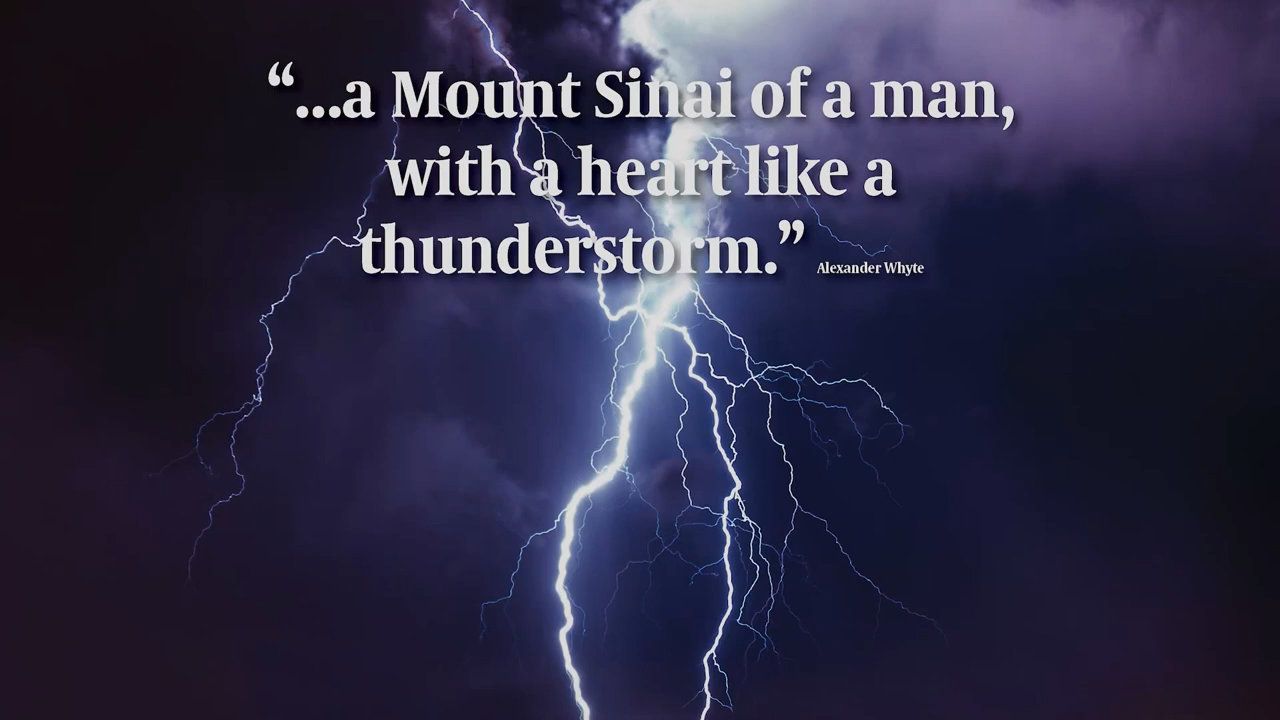 “...a Mount Sinai of a man,
with a heart like a
thunderstorm.” Alexander Whyte